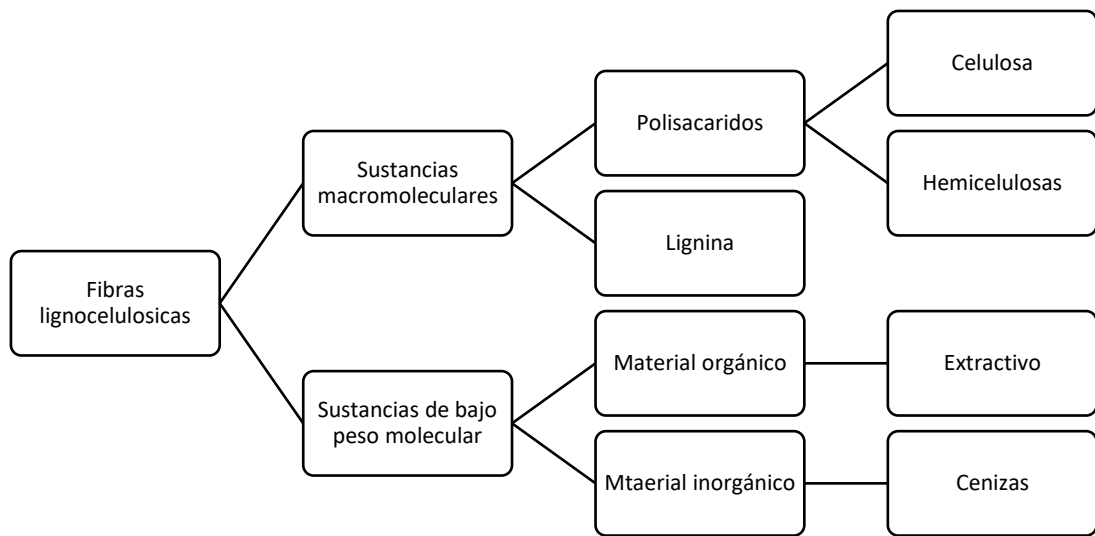 Fibras
lignocelulosicas
Sustancias
macromoleculares
Polisacaridos
Celulosa
Hemicelulosas
Lignina
Sustancias de bajo
peso molecular
Material orgánico
Extractivo
Mtaerial inorgánico
Cenizas